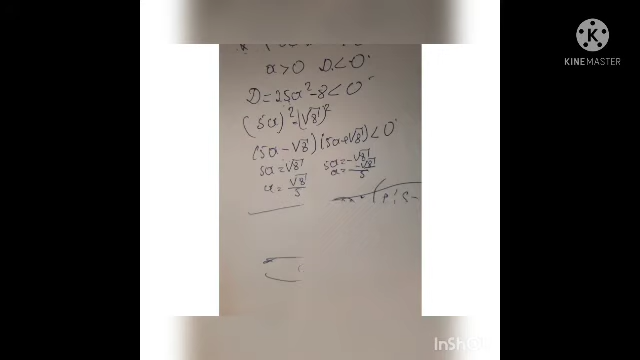 a>0 D<0
D=25a²-8<0
(5a)²-(√8)²
(5a-√8)(5a+√8)<0
5a=√8 5a=-√8
a=√8/5 a=-√8/5
KINEMASTER
InShOt